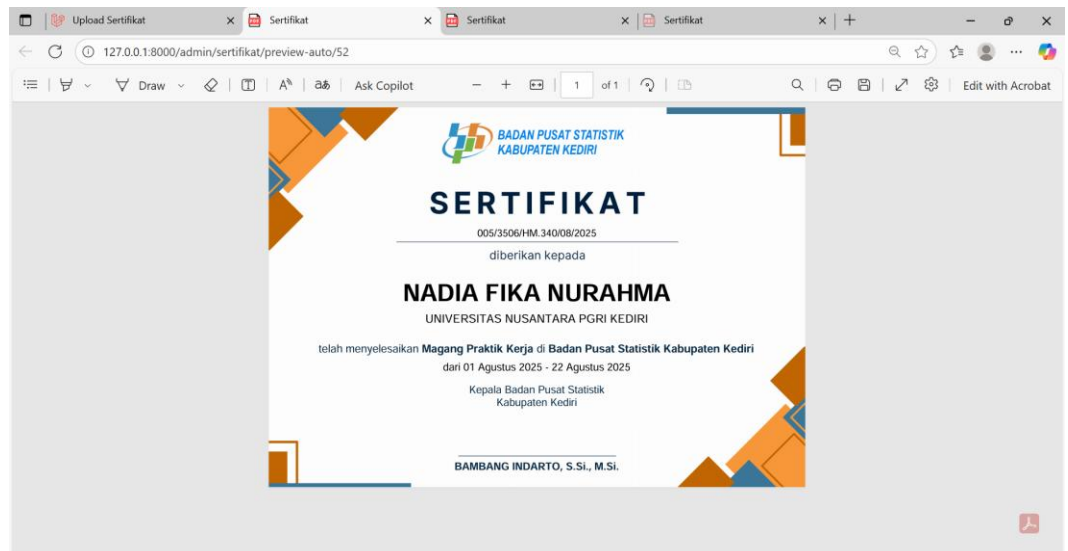 Upload Sertifikat
Sertifikat
Sertifikat
Sertifikat
127.0.0.1:8000/admin/sertifikat/preview-auto/52
Draw
Ask Copilot
1 of 1
Edit with Acrobat
BADAN PUSAT STATISTIK
KABUPATEN KEDIRI
SERTIFIKAT
005/3506/HM.340/08/2025
diberikan kepada
NADIA FIKA NURAHMA
UNIVERSITAS NUSANTARA PGRI KEDIRI
telah menyelesaikan Magang Praktik Kerja di Badan Pusat Statistik Kabupaten Kediri
dari 01 Agustus 2025 - 22 Agustus 2025
Kepala Badan Pusat Statistik
Kabupaten Kediri
BAMBANG INDARTO, S.Si., M.Si.